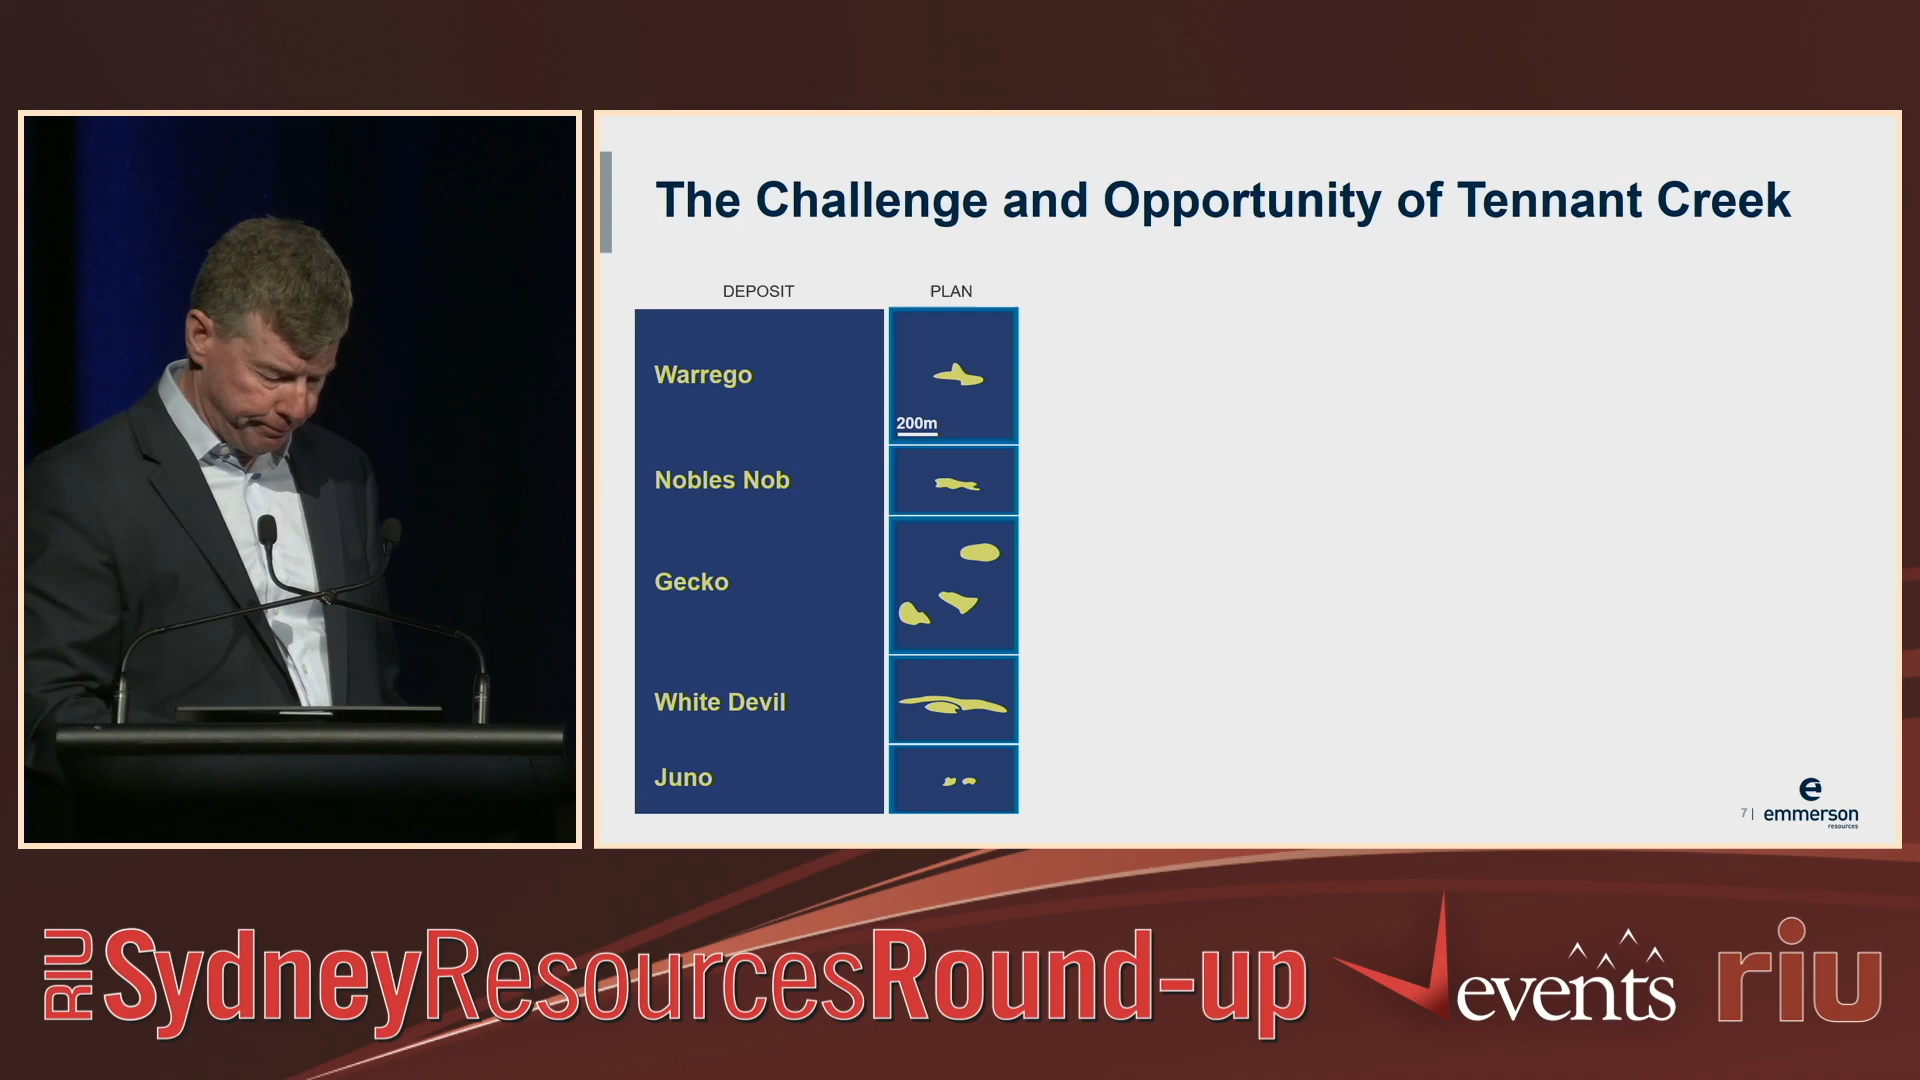 The Challenge and Opportunity of Tennant Creek
DEPOSIT PLAN
Warrego
200m
Nobles Nob
Gecko
White Devil
Juno
7 |
e
emmerson
resources
RIU SydneyResourcesRound-up
events
riu